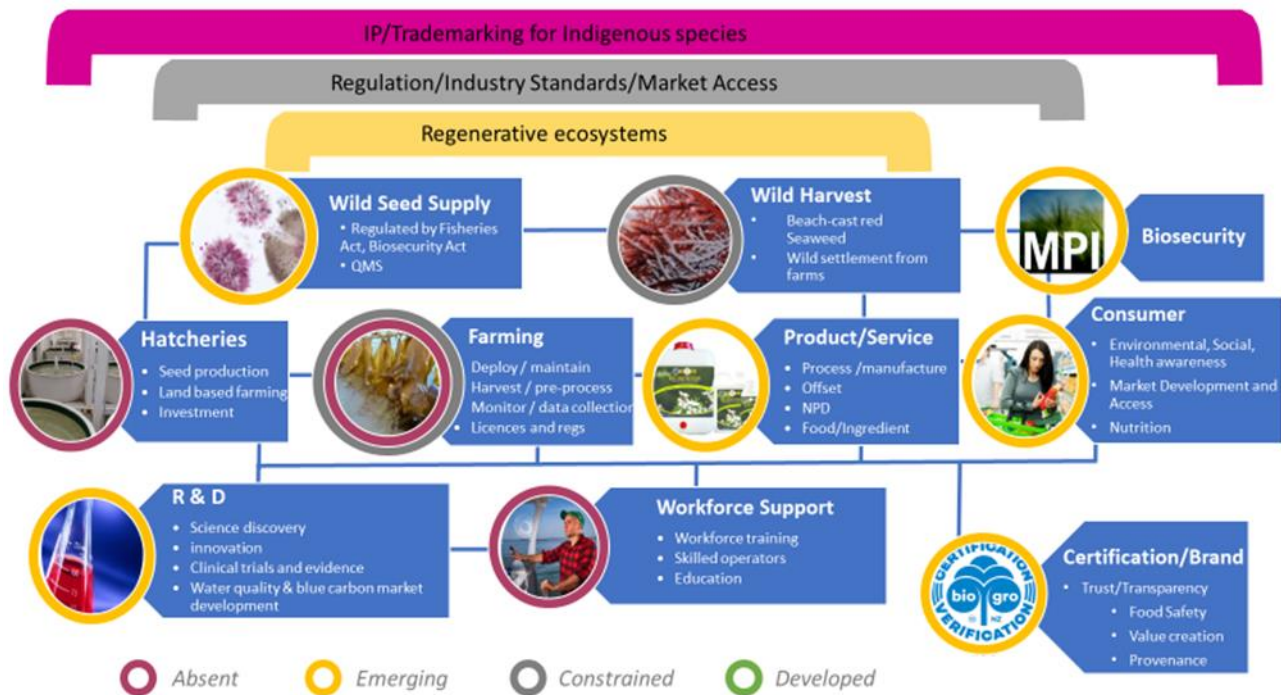 IP/Trademarking for Indigenous species
Regulation/Industry Standards/Market Access
Regenerative ecosystems
Wild Seed Supply
• Regulated by Fisheries
Act, Biosecurity Act
• QMS
Wild Harvest
• Beach-cast red
Seaweed
• Wild settlement from
farms
MPI
Biosecurity
Hatcheries
• Seed production
• Land based farming
• Investment
Farming
Deploy / maintain
Harvest / pre-process
Monitor / data collection
• Licences and regs
Product/Service
• Process /manufacture
• Offset
• NPD
• Food/Ingredient
Consumer
• Environmental, Social,
Health awareness
• Market Development and
Access
• Nutrition
R & D
• Science discovery
• innovation
• Clinical trials and evidence
• Water quality & blue carbon market
development
Workforce Support
• Workforce training
• Skilled operators
• Education
CERTIFICATION
bio gro
NZ
VERIFICATION
Certification/Brand
• Trust/Transparency
• Food Safety
• Value creation
• Provenance
Absent
Emerging
Constrained
Developed